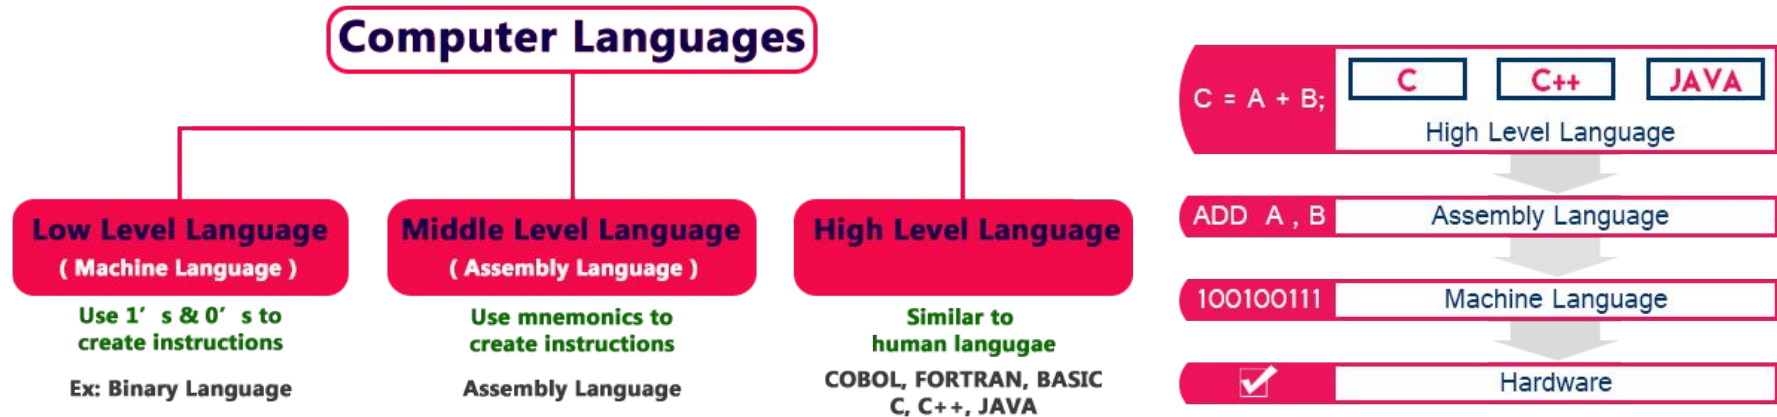 Computer Languages
Low Level Language
( Machine Language )
Use 1' s & 0' s to
create instructions
Ex: Binary Language
Middle Level Language
( Assembly Language )
Use mnemonics to
create instructions
Assembly Language
High Level Language
Similar to
human langugae
COBOL, FORTRAN, BASIC
C, C++, JAVA
C = A + B;
C
C++
JAVA
High Level Language
ADD A , B
Assembly Language
100100111
Machine Language
Hardware